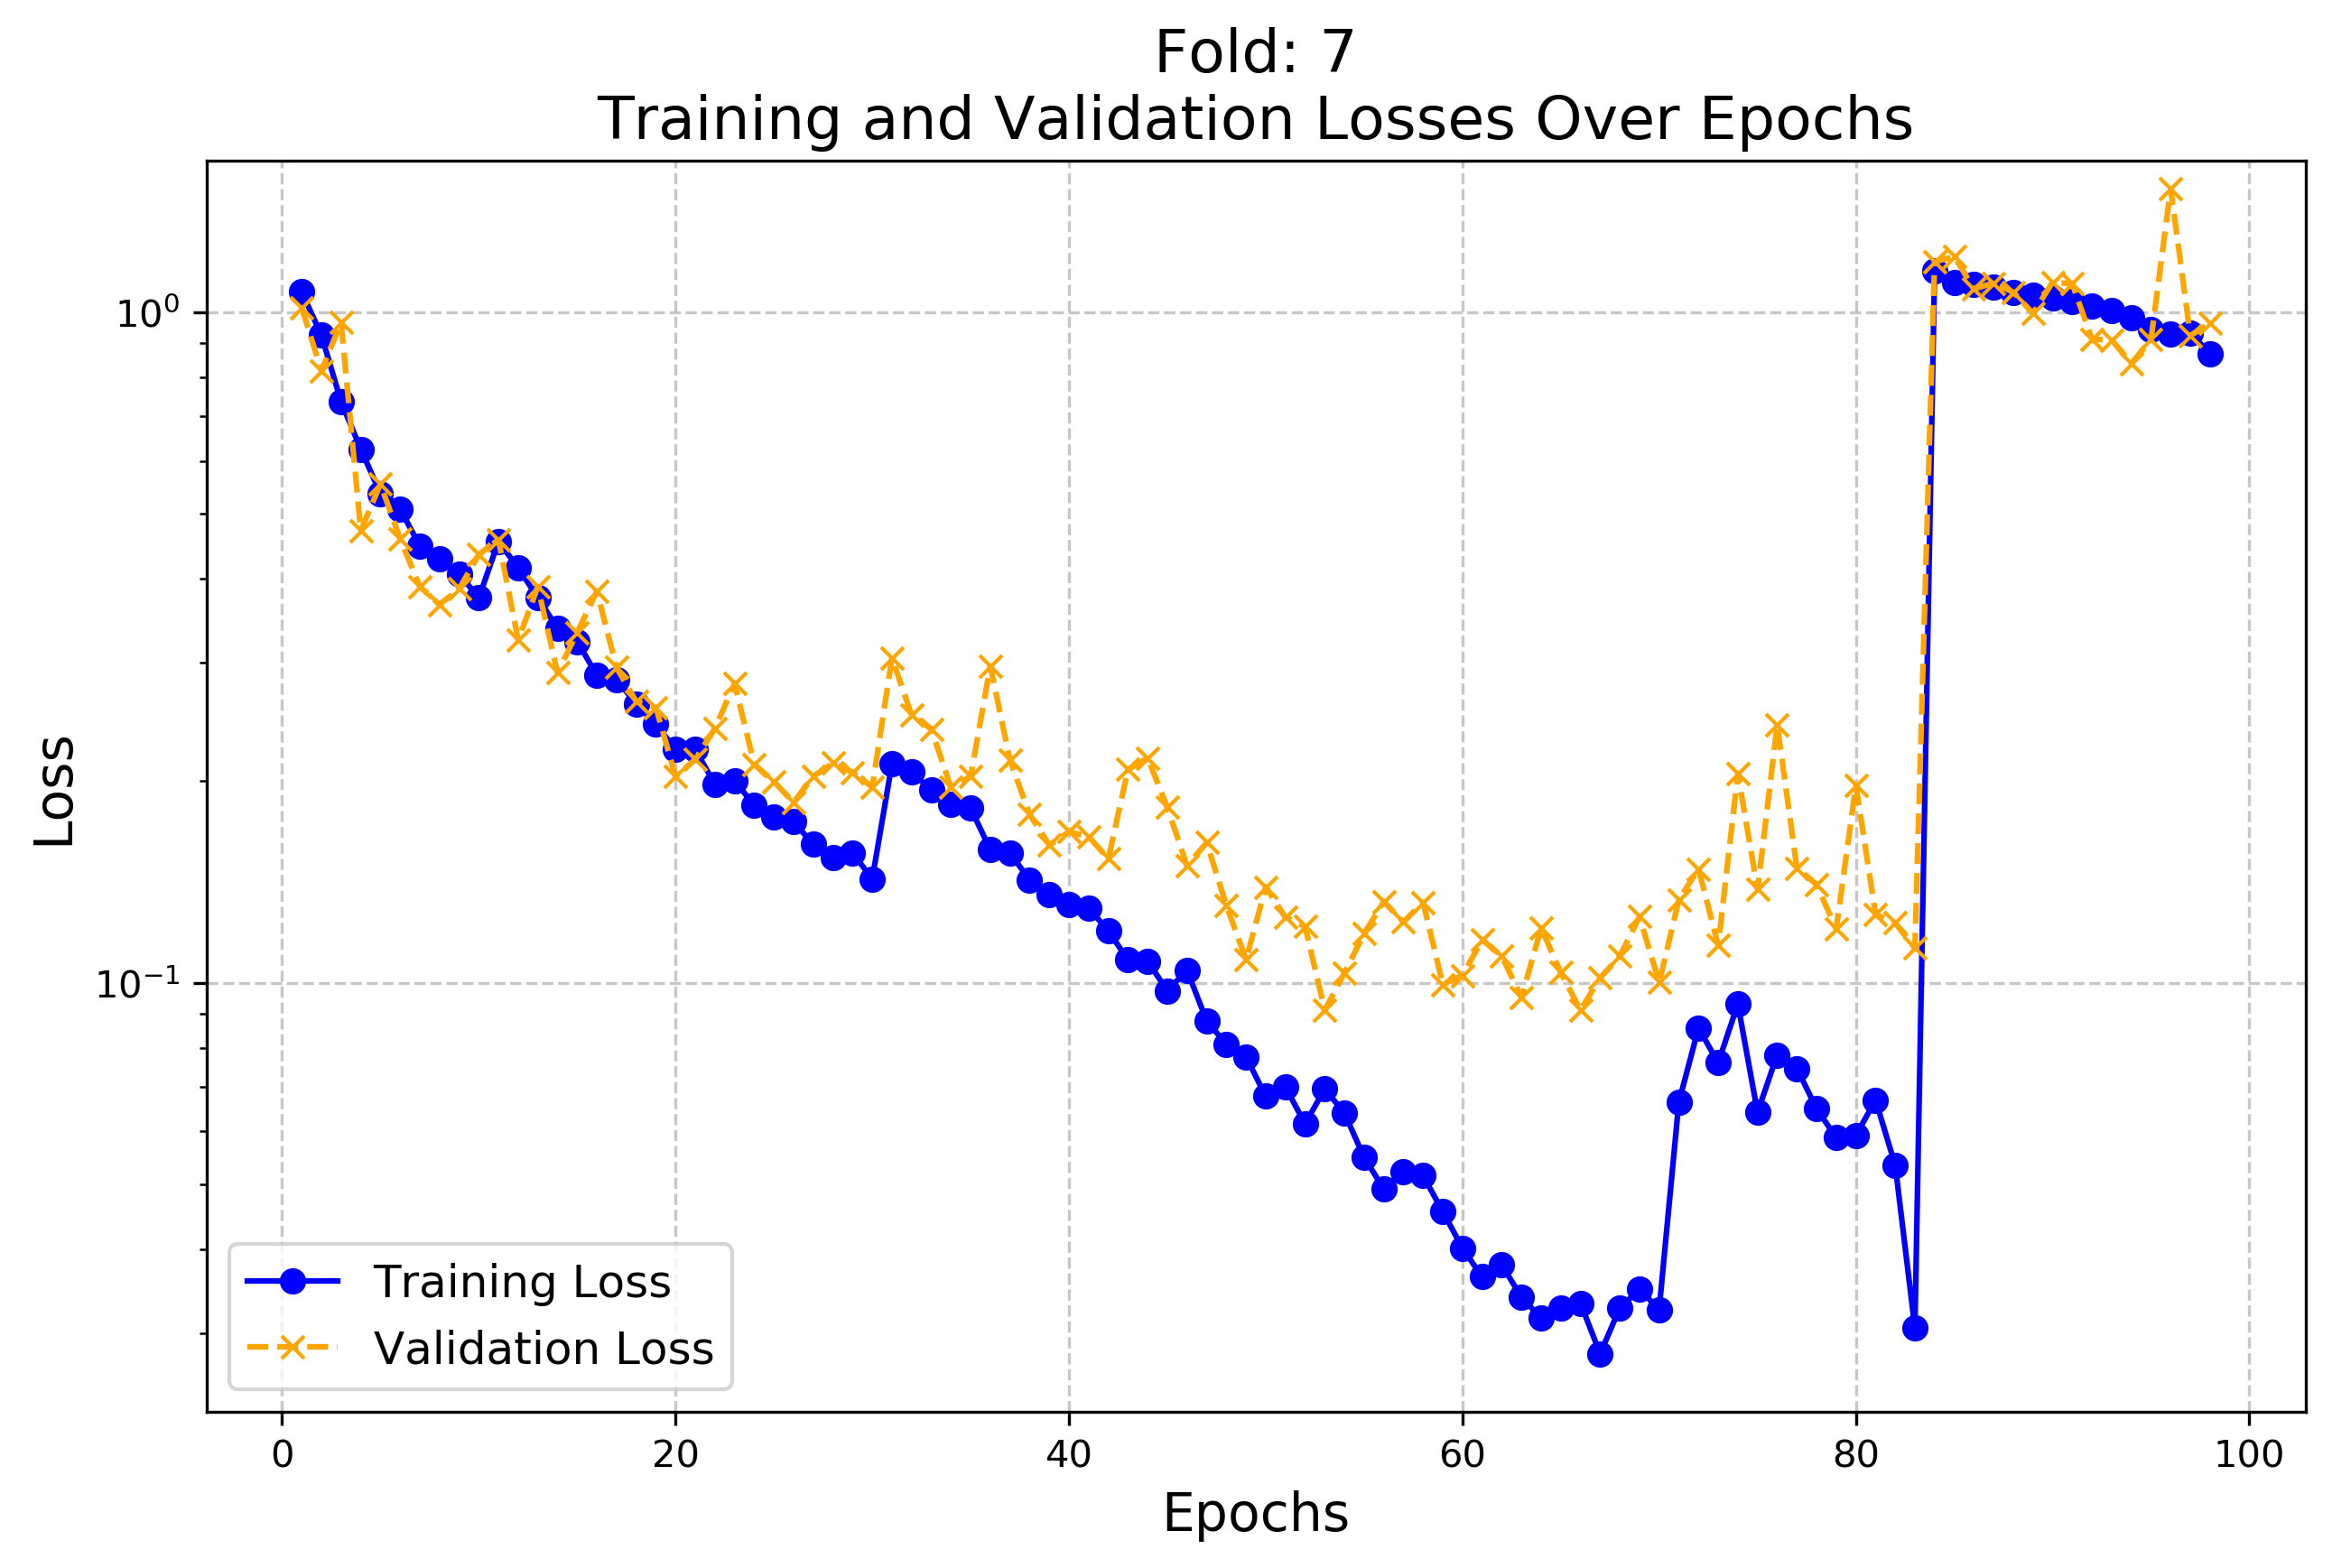 Fold: 7
Training and Validation Losses Over Epochs
Loss
10⁰
10⁻¹
Training Loss
Validation Loss
0 20 40 60 80 100
Epochs